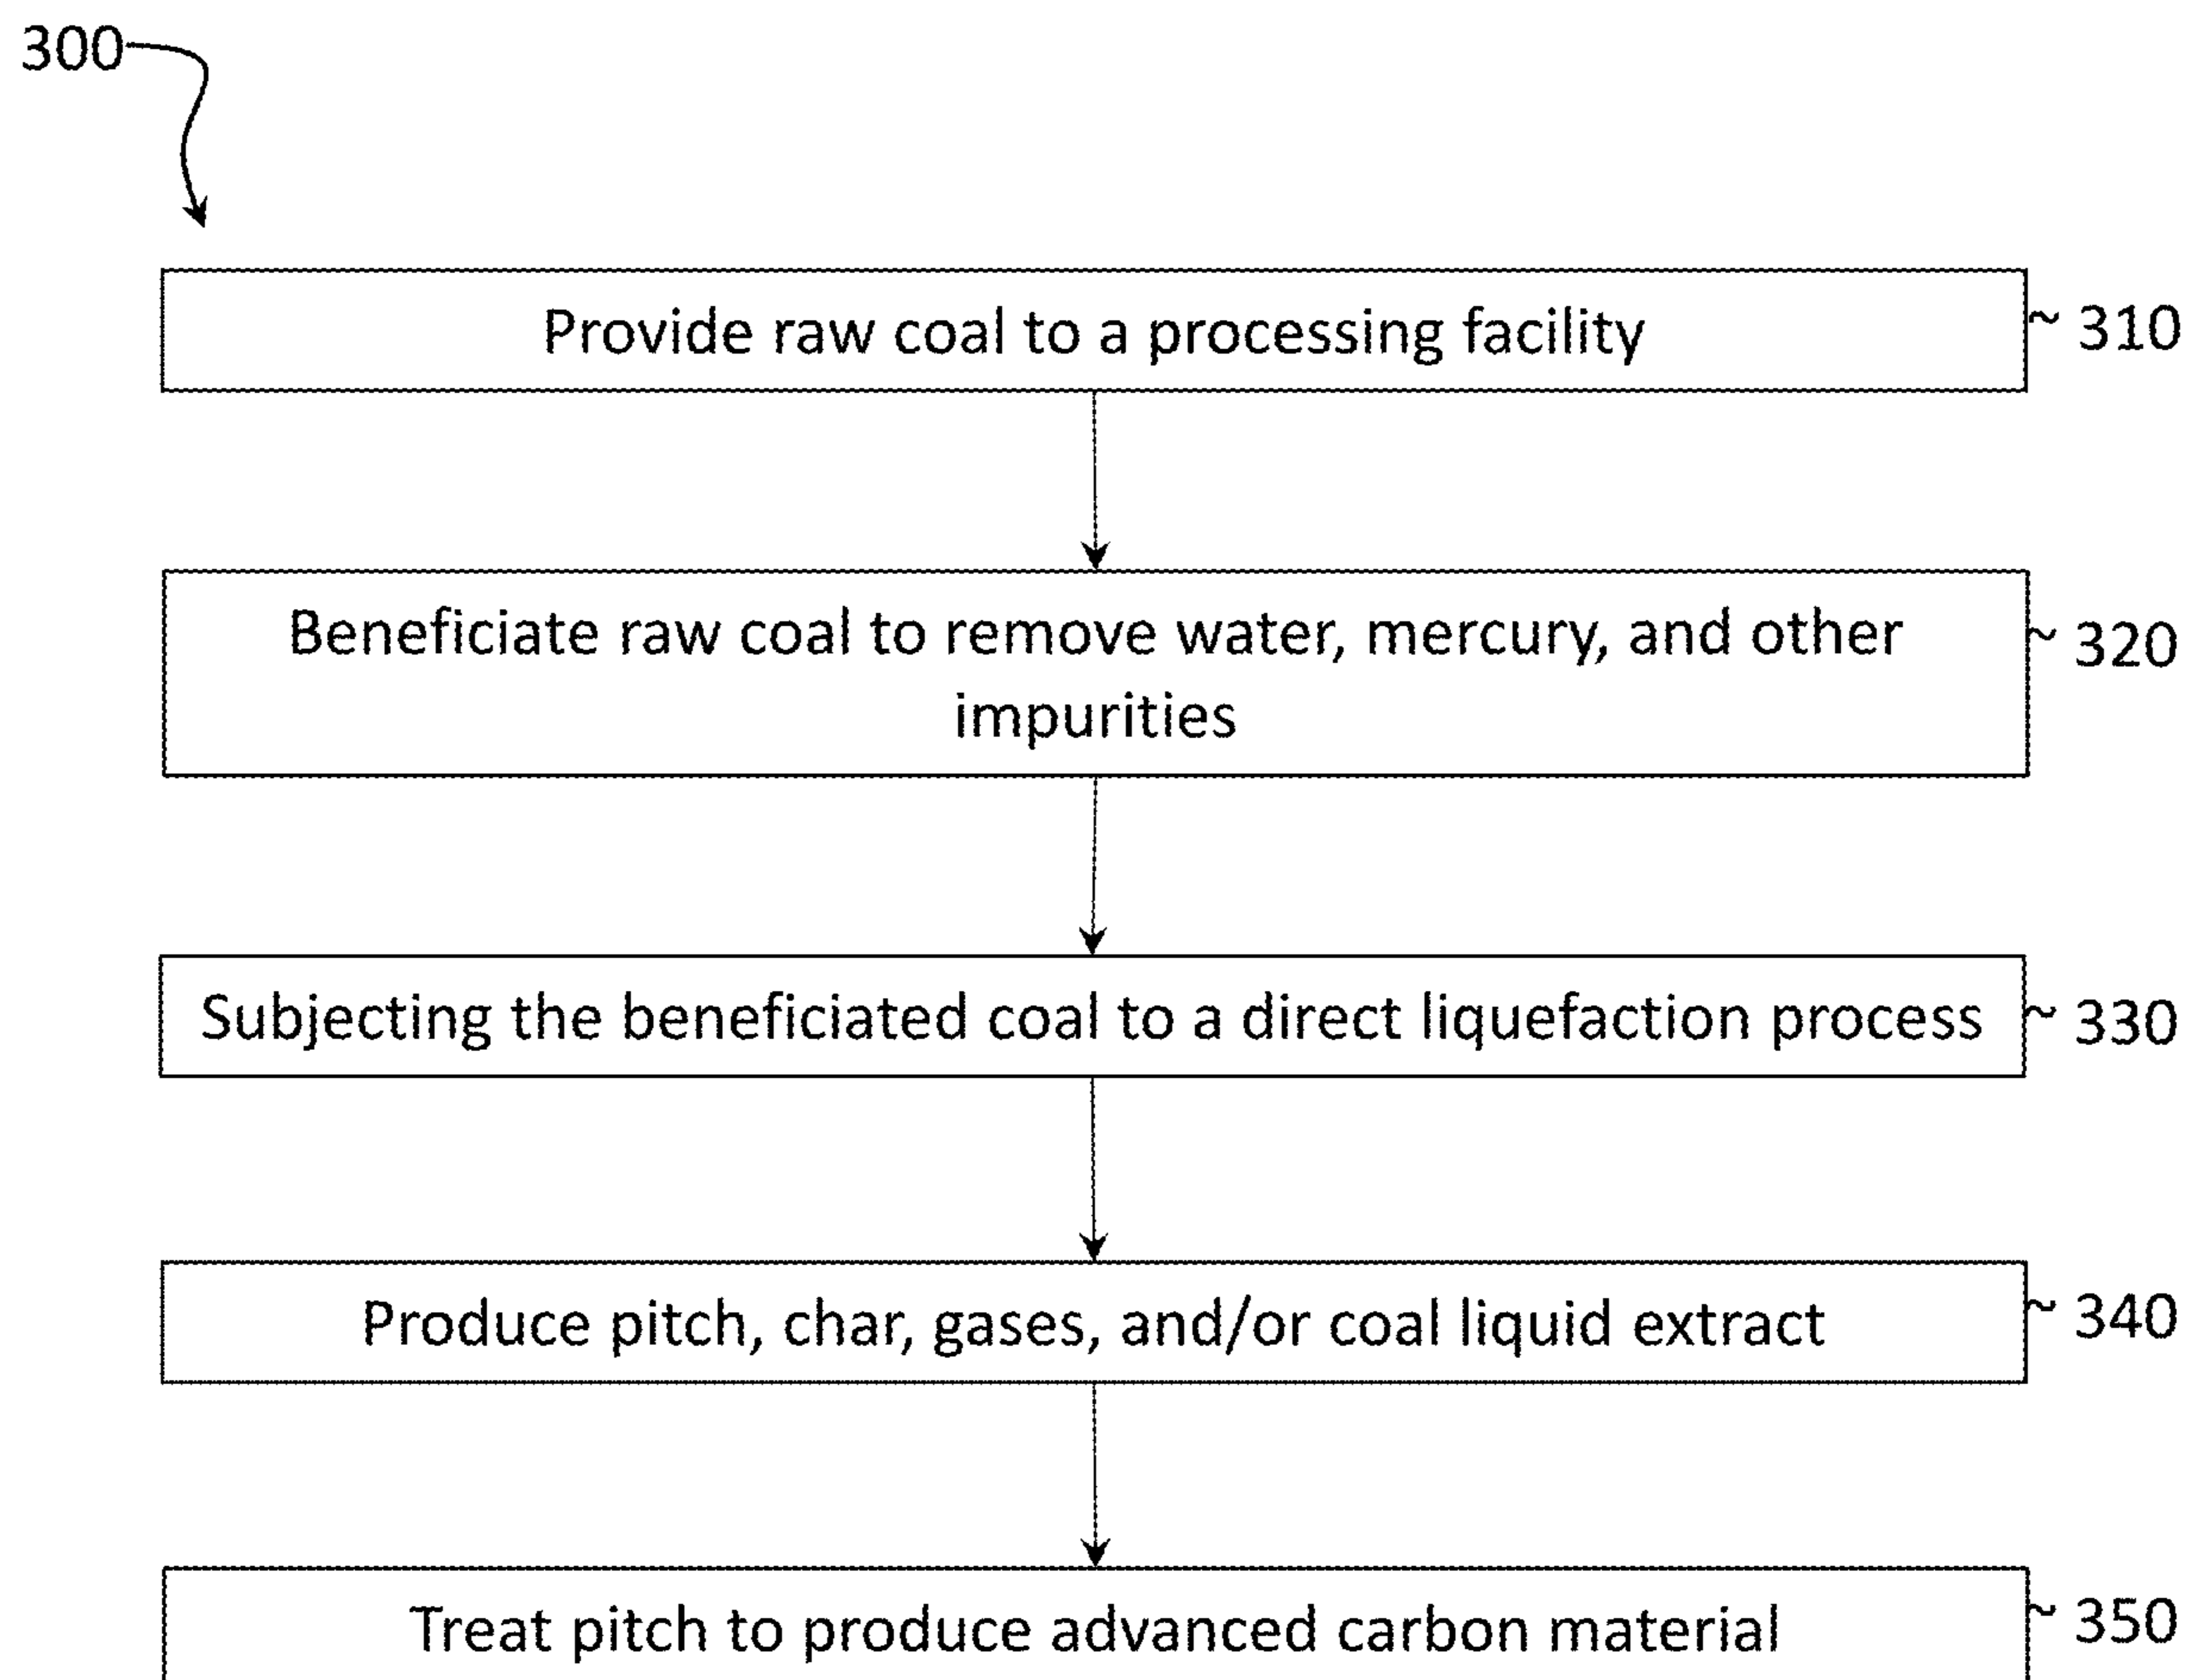 300
Provide raw coal to a processing facility
310
Beneficiate raw coal to remove water, mercury, and other
impurities
320
Subjecting the beneficiated coal to a direct liquefaction process
330
Produce pitch, char, gases, and/or coal liquid extract
340
Treat pitch to produce advanced carbon material
350